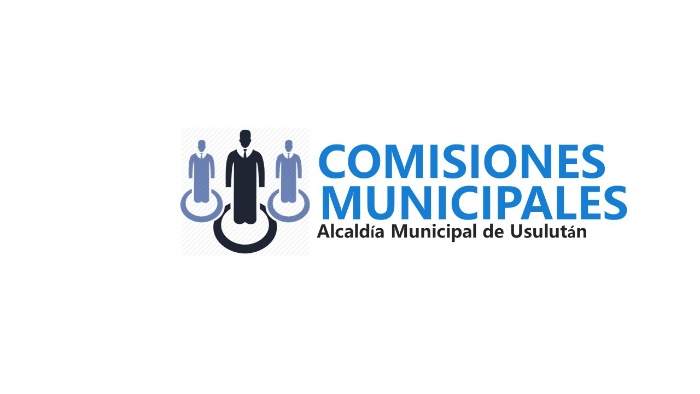 COMISIONES
MUNICIPALES
Alcaldía Municipal de Usulután